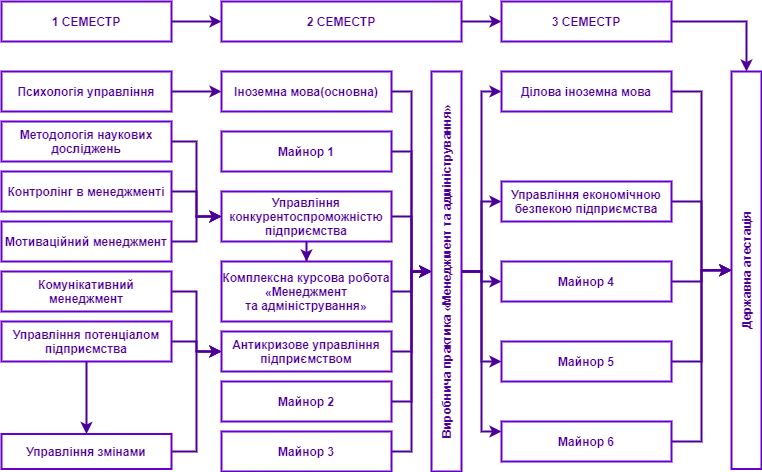 1 СЕМЕСТР
2 СЕМЕСТР
3 СЕМЕСТР
Психологія управління
Методологія наукових
досліджень
Контролінг в менеджменті
Мотиваційний менеджмент
Комунікативний
менеджмент
Управління потенціалом
підприємства
Управління змінами
Іноземна мова(основна)
Майнор 1
Управління
конкурентоспроможністю
підприємства
Комплексна курсова робота
«Менеджмент
та адміністрування»
Антикризове управління
підприємством
Майнор 2
Майнор 3
Виробнича практика «Менеджмент та адміністрування»
Ділова іноземна мова
Управління економічною
безпекою підприємства
Майнор 4
Майнор 5
Майнор 6
Державна атестація